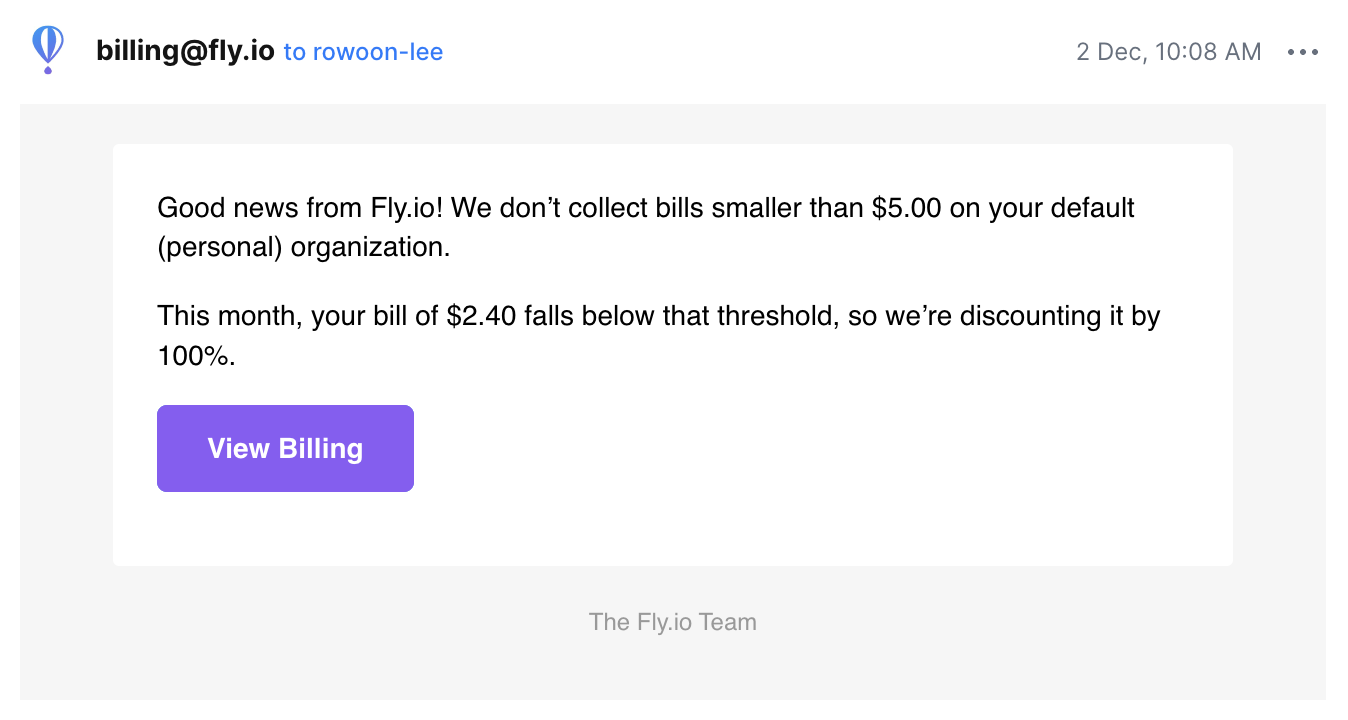 billing@fly.io to rowoon-lee
2 Dec, 10:08 AM
Good news from Fly.io! We don’t collect bills smaller than $5.00 on your default
(personal) organization.
This month, your bill of $2.40 falls below that threshold, so we’re discounting it by
100%.
View Billing
The Fly.io Team